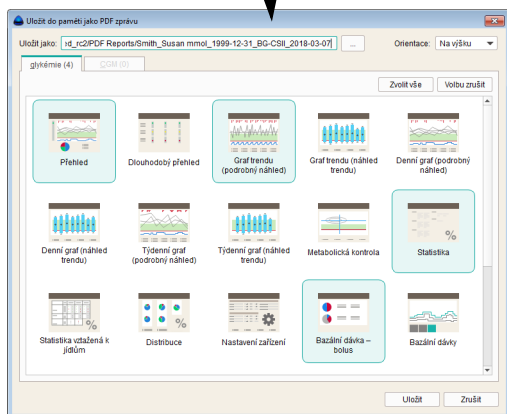 Uložit do paměti jako PDF zprávu
Uložit jako: :d_rc2/PDF Reports/Smith_Susan mmol_1999-12-31_BG-CSII_2018-03-07 ... Orientace: Na výšku
glykémie (4) CGM (0)
Zvolit vše Volbu zrušit
Přehled
Dlouhodobý přehled
Graf trendu
(podrobný náhled)
Graf trendu (náhled
trendu)
Denní graf (podrobný
náhled)
Denní graf (náhled
trendu)
Týdenní graf
(podrobný náhled)
Týdenní graf (náhled
trendu)
Metabolická kontrola
Statistika
Statistika vztažená k
jídlům
Distribuce
Nastavení zařízení
Bazální dávka –
bolus
Bazální dávky
Uložit Zrušit